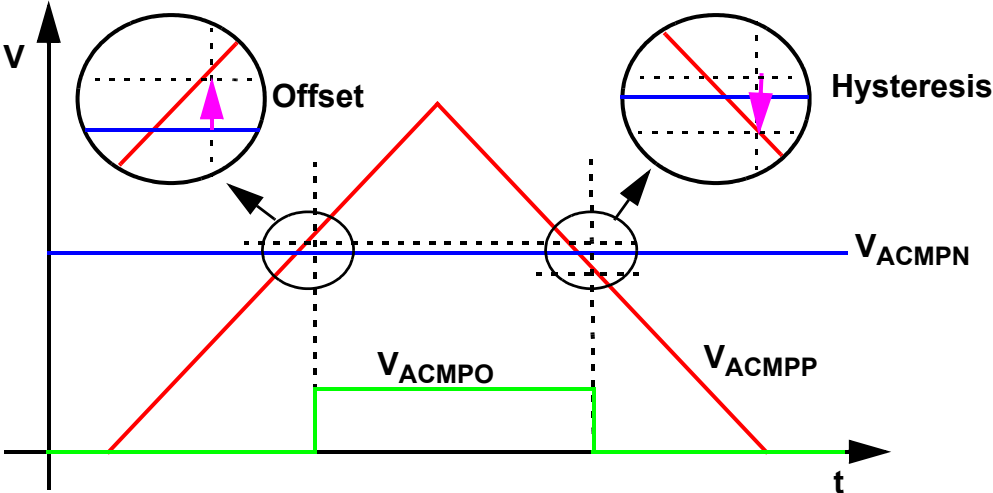 V
Offset
Hysteresis
VACMPN
VACMPO
VACMPP
t